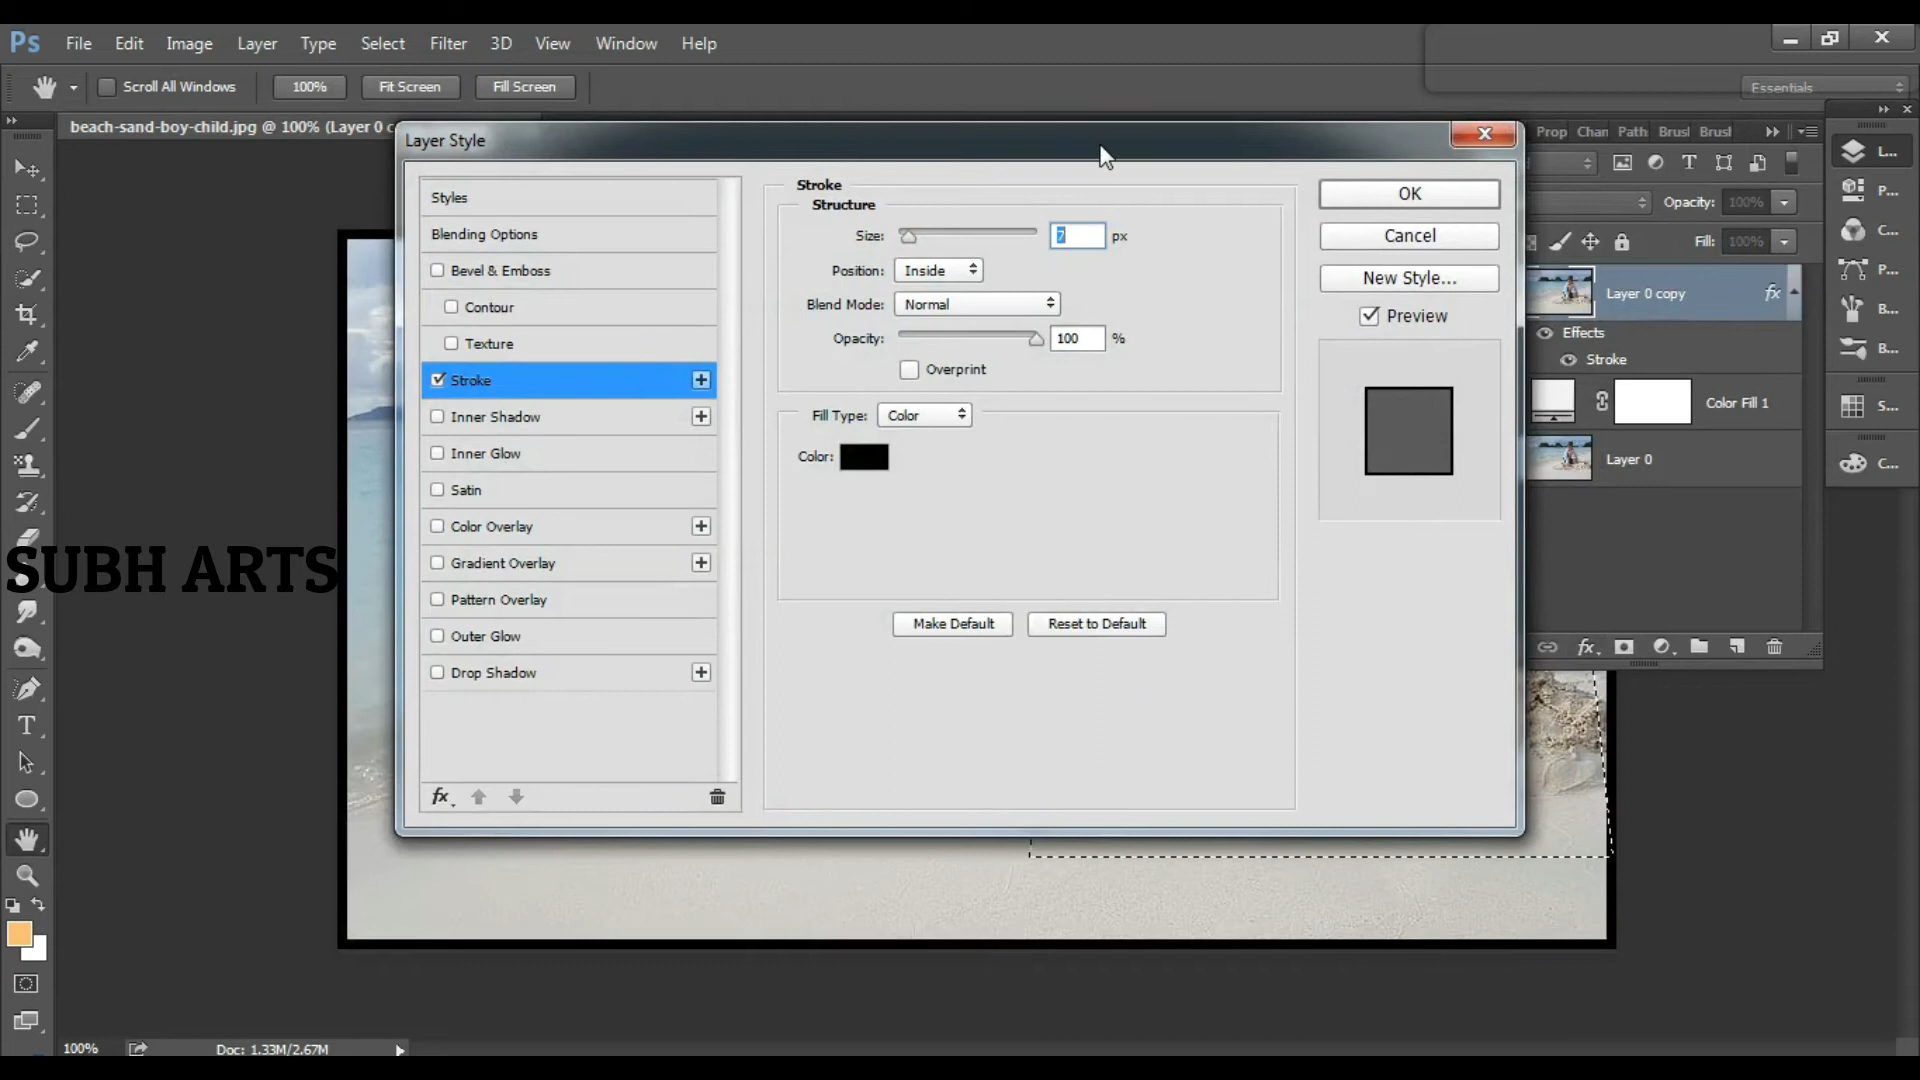 Ps File Edit Image Layer Type Select Filter 3D View Window Help
Scroll All Windows 100% Fit Screen Fill Screen Essentials
beach-sand-boy-child.jpg @ 100% (Layer 0 c
Prop Chan Path Brusl Brusl
L...
P...
C...
P...
B...
B...
S...
C...
Opacity: 100%
Fill: 100%
Layer 0 copy fx
Effects
Stroke
Color Fill 1
Layer 0
fx
Layer Style
Styles
Blending Options
Bevel & Emboss
Contour
Texture
Stroke
Inner Shadow
Inner Glow
Satin
Color Overlay
Gradient Overlay
Pattern Overlay
Outer Glow
Drop Shadow
fx
Stroke
Structure
Size: 7 px
Position: Inside
Blend Mode: Normal
Opacity: 100 %
Overprint
Fill Type: Color
Color:
Make Default Reset to Default
OK
Cancel
New Style...
Preview
SUBH ARTS
T
100% Doc: 1.33M/2.67M